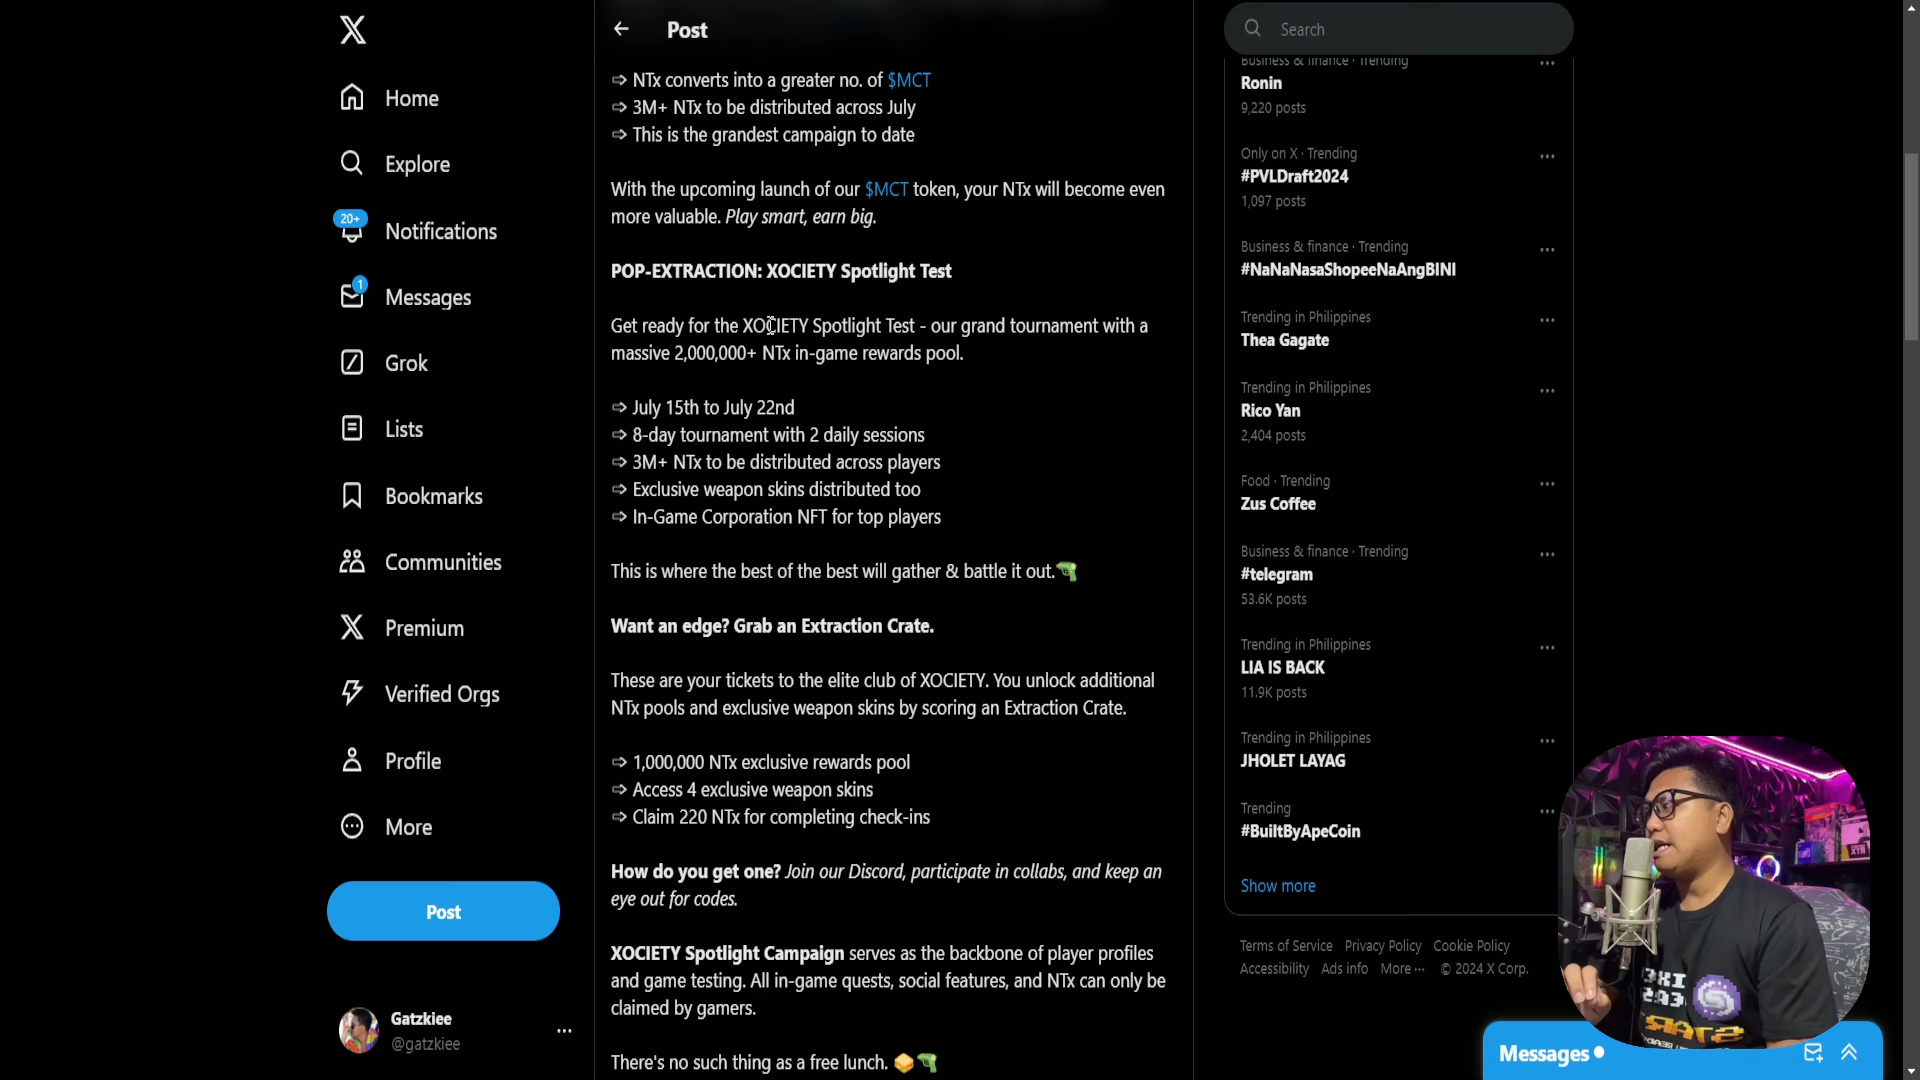 Home
Explore
20+
Notifications
1
Messages
Grok
Lists
Bookmarks
Communities
Premium
Verified Orgs
Profile
More
Post
Gatzkiee
@gatzkiee
Post
⇨ NTx converts into a greater no. of $MCT
⇨ 3M+ NTx to be distributed across July
⇨ This is the grandest campaign to date
With the upcoming launch of our $MCT token, your NTx will become even
more valuable. Play smart, earn big.
POP-EXTRACTION: XOCIETY Spotlight Test
Get ready for the XOCIETY Spotlight Test - our grand tournament with a
massive 2,000,000+ NTx in-game rewards pool.
⇨ July 15th to July 22nd
⇨ 8-day tournament with 2 daily sessions
⇨ 3M+ NTx to be distributed across players
⇨ Exclusive weapon skins distributed too
⇨ In-Game Corporation NFT for top players
This is where the best of the best will gather & battle it out.🔫
Want an edge? Grab an Extraction Crate.
These are your tickets to the elite club of XOCIETY. You unlock additional
NTx pools and exclusive weapon skins by scoring an Extraction Crate.
⇨ 1,000,000 NTx exclusive rewards pool
⇨ Access 4 exclusive weapon skins
⇨ Claim 220 NTx for completing check-ins
How do you get one? Join our Discord, participate in collabs, and keep an
eye out for codes.
XOCIETY Spotlight Campaign serves as the backbone of player profiles
and game testing. All in-game quests, social features, and NTx can only be
claimed by gamers.
There's no such thing as a free lunch.
Search
Business & finance · Trending
Ronin
9,220 posts
Only on X · Trending
#PVLDraft2024
1,097 posts
Business & finance · Trending
#NaNaNasaShopeeNaAngBINI
Trending in Philippines
Thea Gagate
Trending in Philippines
Rico Yan
2,404 posts
Food · Trending
Zus Coffee
Business & finance · Trending
#telegram
53.6K posts
Trending in Philippines
LIA IS BACK
11.9K posts
Trending in Philippines
JHOLET LAYAG
Trending
#BuiltByApeCoin
Show more
Terms of Service Privacy Policy Cookie Policy
Accessibility Ads info More ··· © 2024 X Corp.
Messages